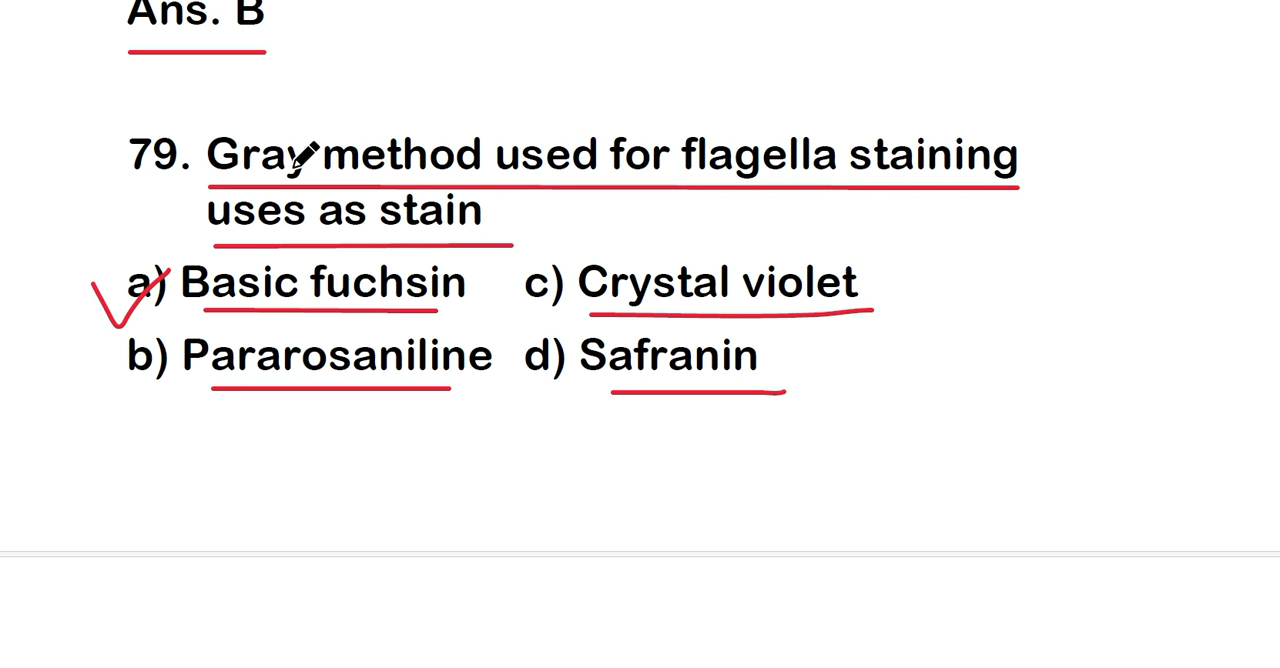 Ans. B
79. Gray method used for flagella staining
uses as stain
a) Basic fuchsin c) Crystal violet
b) Pararosaniline d) Safranin